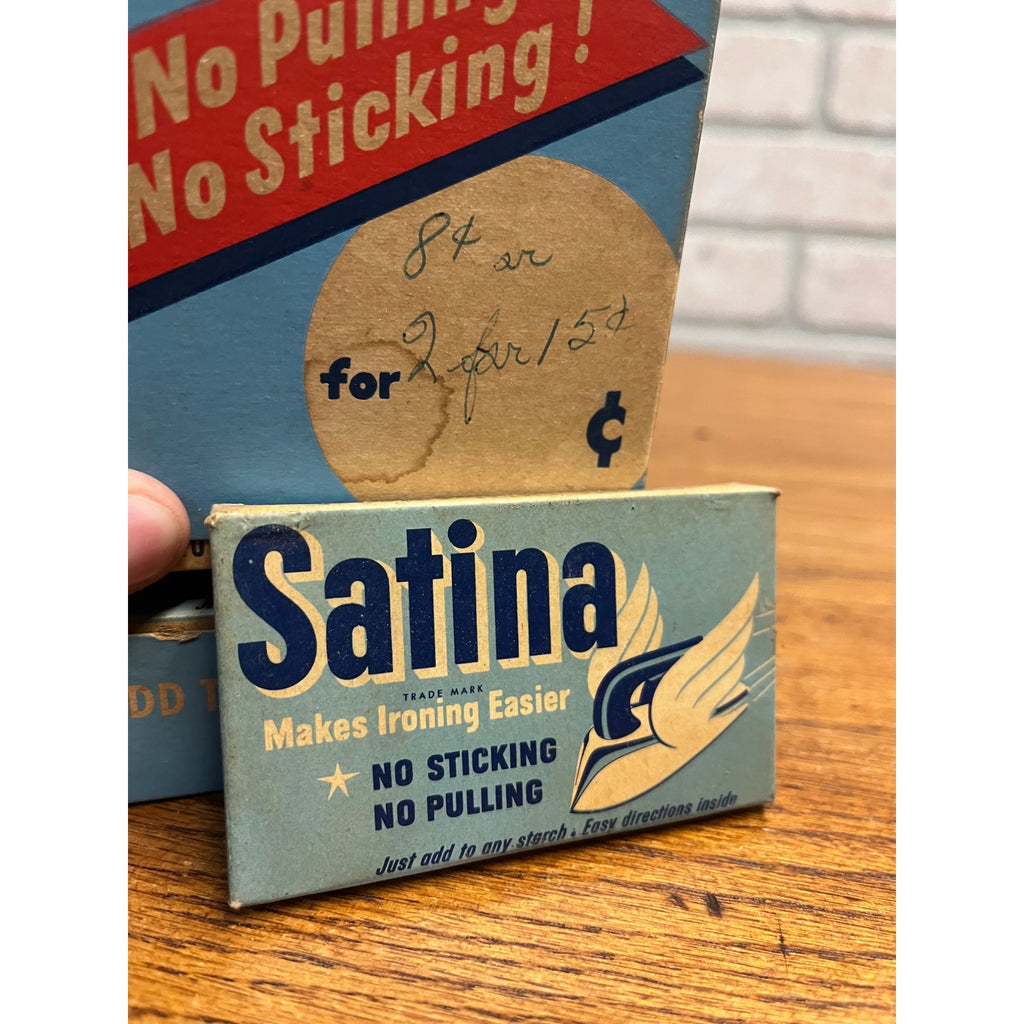 No Pulling
No Sticking!
8¢ or
2 for 15¢
for
¢
DD T
Satina
TRADE MARK
Makes Ironing Easier
NO STICKING
NO PULLING
Just add to any starch. Easy directions inside